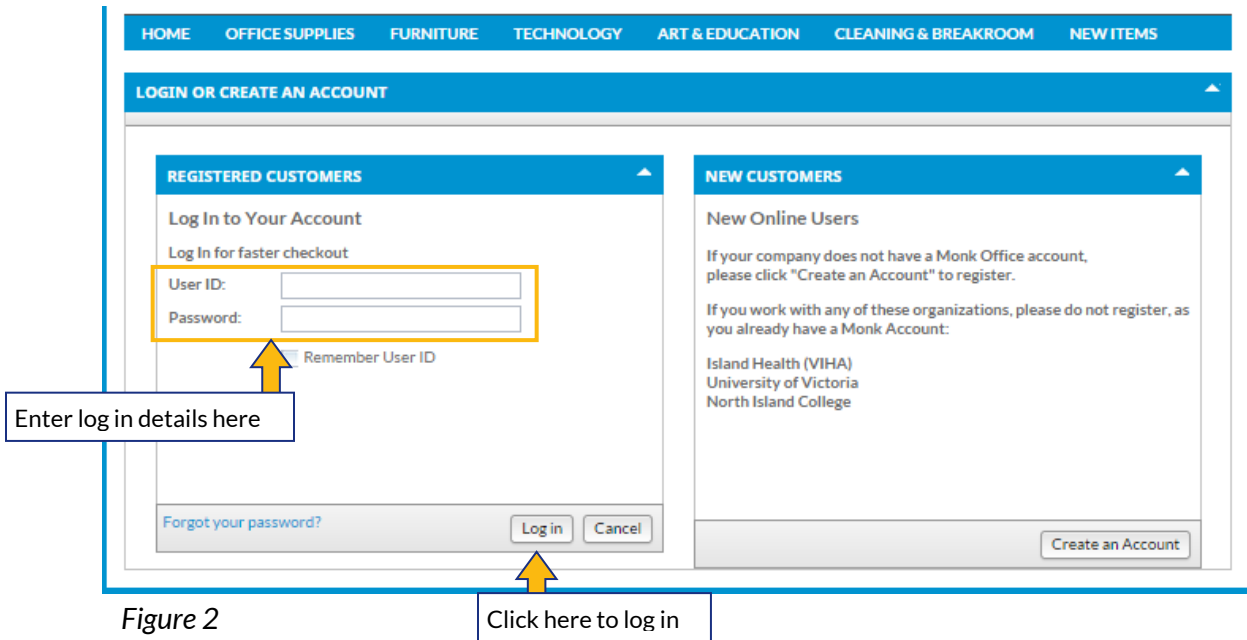 HOME OFFICE SUPPLIES FURNITURE TECHNOLOGY ART & EDUCATION CLEANING & BREAKROOM NEW ITEMS
LOGIN OR CREATE AN ACCOUNT
REGISTERED CUSTOMERS
Log In to Your Account
Log In for faster checkout
User ID:
Password:
Remember User ID
Enter log in details here
Forgot your password?
Log in Cancel
NEW CUSTOMERS
New Online Users
If your company does not have a Monk Office account,
please click "Create an Account" to register.
If you work with any of these organizations, please do not register, as
you already have a Monk Account:
Island Health (VIHA)
University of Victoria
North Island College
Create an Account
Click here to log in
Figure 2